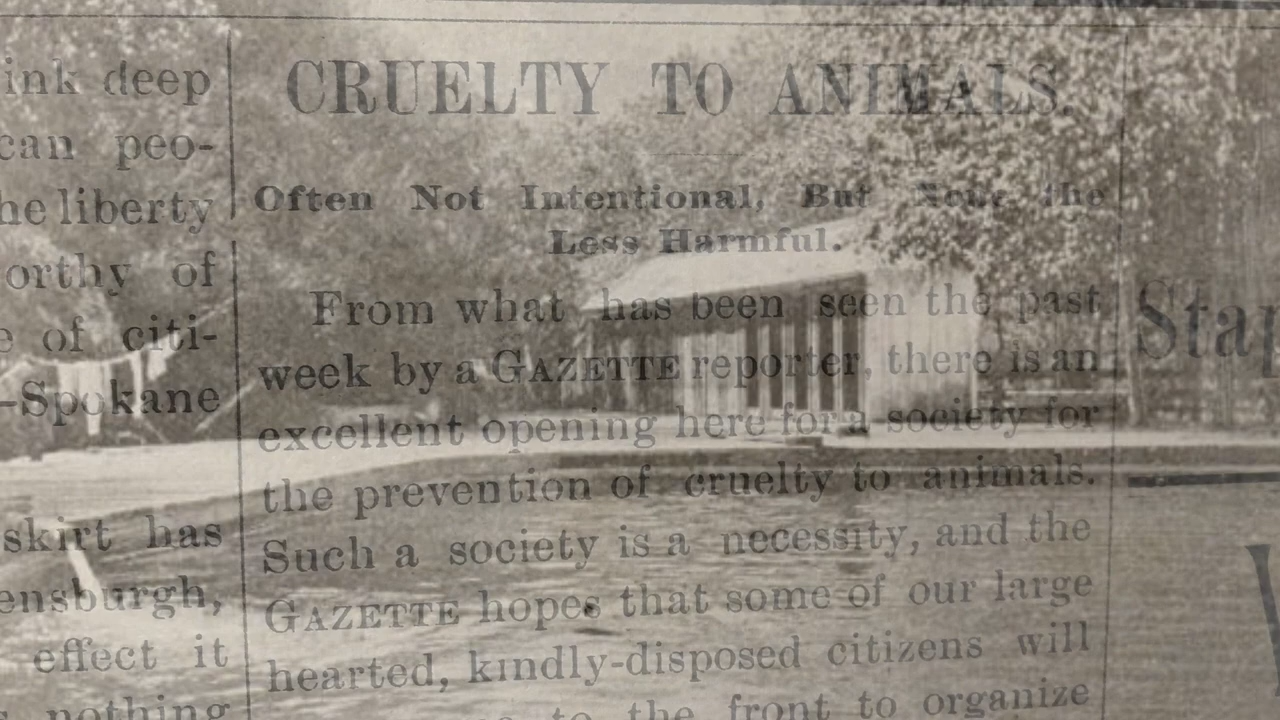 ink deep
can peo-
he liberty
orthy of
e of citi-
-Spokane
skirt has
ensburgh,
effect it
nothing
CRUELTY TO ANIMALS.
Often Not Intentional, But None the
Less Harmful.
From what has been seen the past
week by a GAZETTE reporter, there is an
excellent opening here for a society for
the prevention of cruelty to animals.
Such a society is a necessity, and the
GAZETTE hopes that some of our large
hearted, kindly-disposed citizens will
to the front to organize
Stap